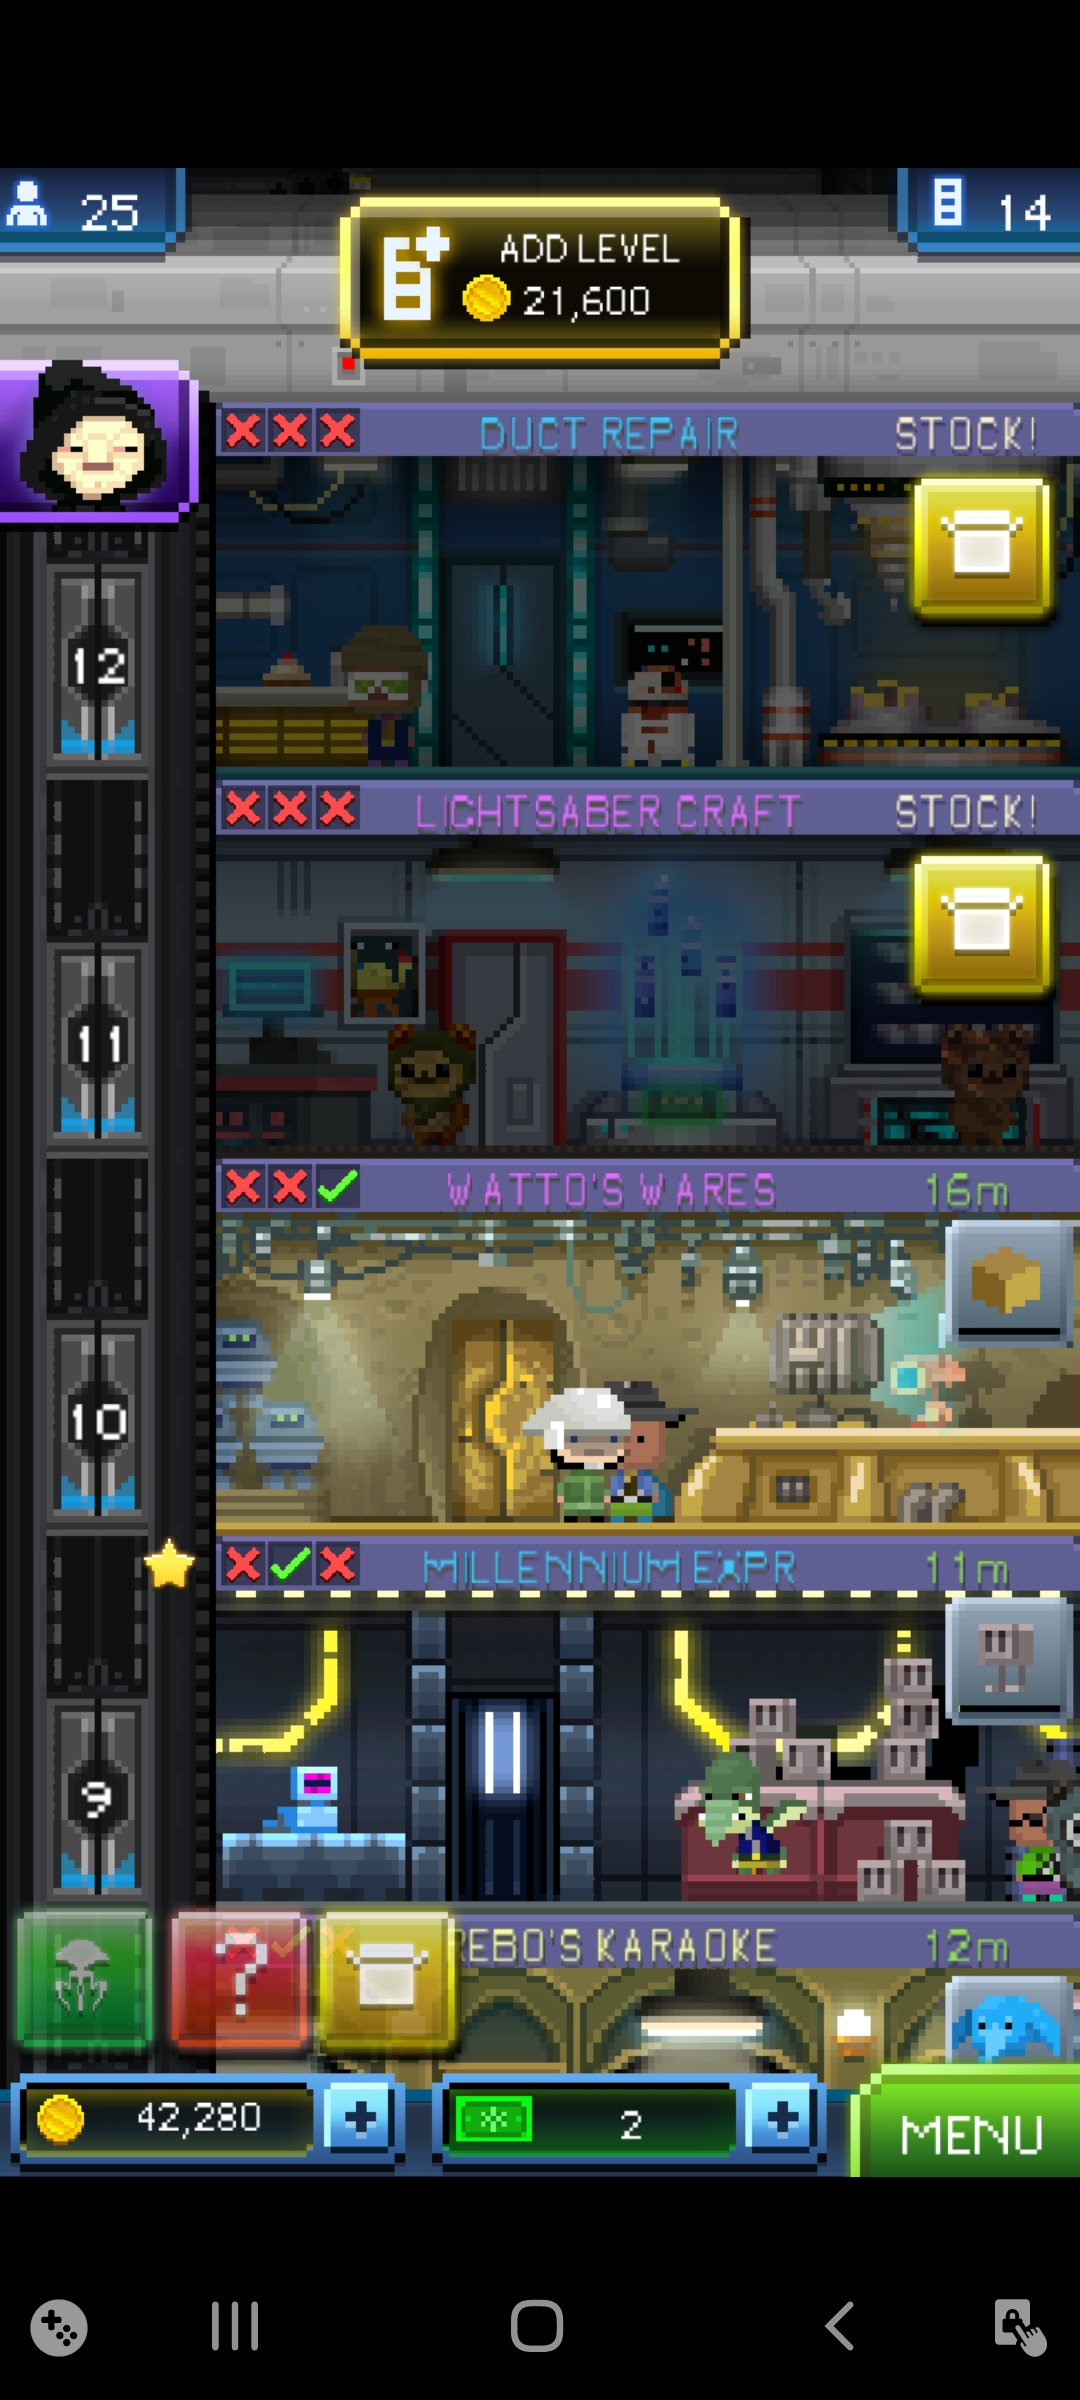 25
14
ADD LEVEL
21,600
DUCT REPAIR
STOCK!
12
LIGHTSABER CRAFT
STOCK!
11
WATTO'S WARES
16m
10
MILLENNIUM EXPR
11m
9
?
REBO'S KARAOKE
12m
42,280
2
MENU